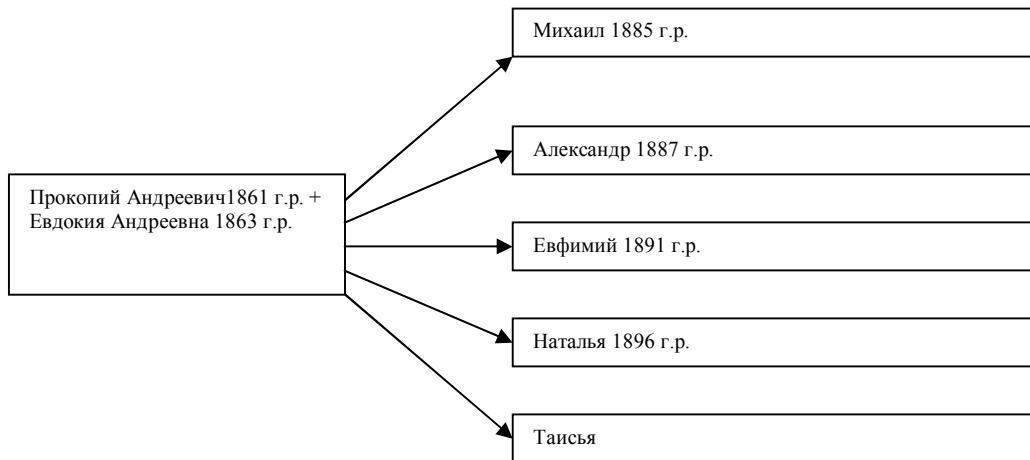 Михаил 1885 г.р.
Александр 1887 г.р.
Прокопий Андреевич1861 г.р. +
Евдокия Андреевна 1863 г.р.
Евфимий 1891 г.р.
Наталья 1896 г.р.
Таисья